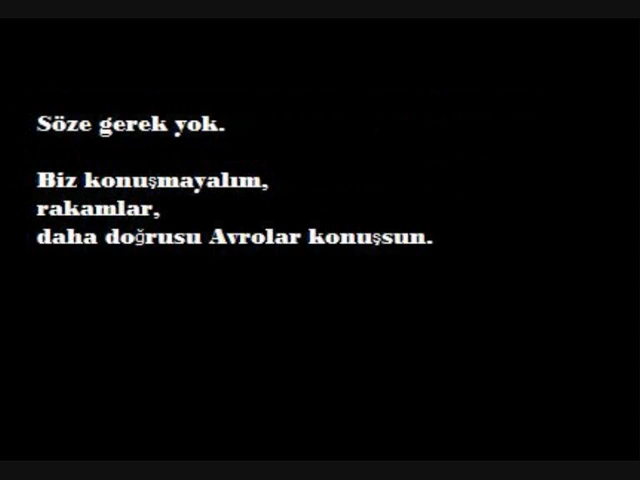 Söze gerek yok.
Biz konuşmayalım,
rakamlar,
daha doğrusu Avrolar konuşsun.